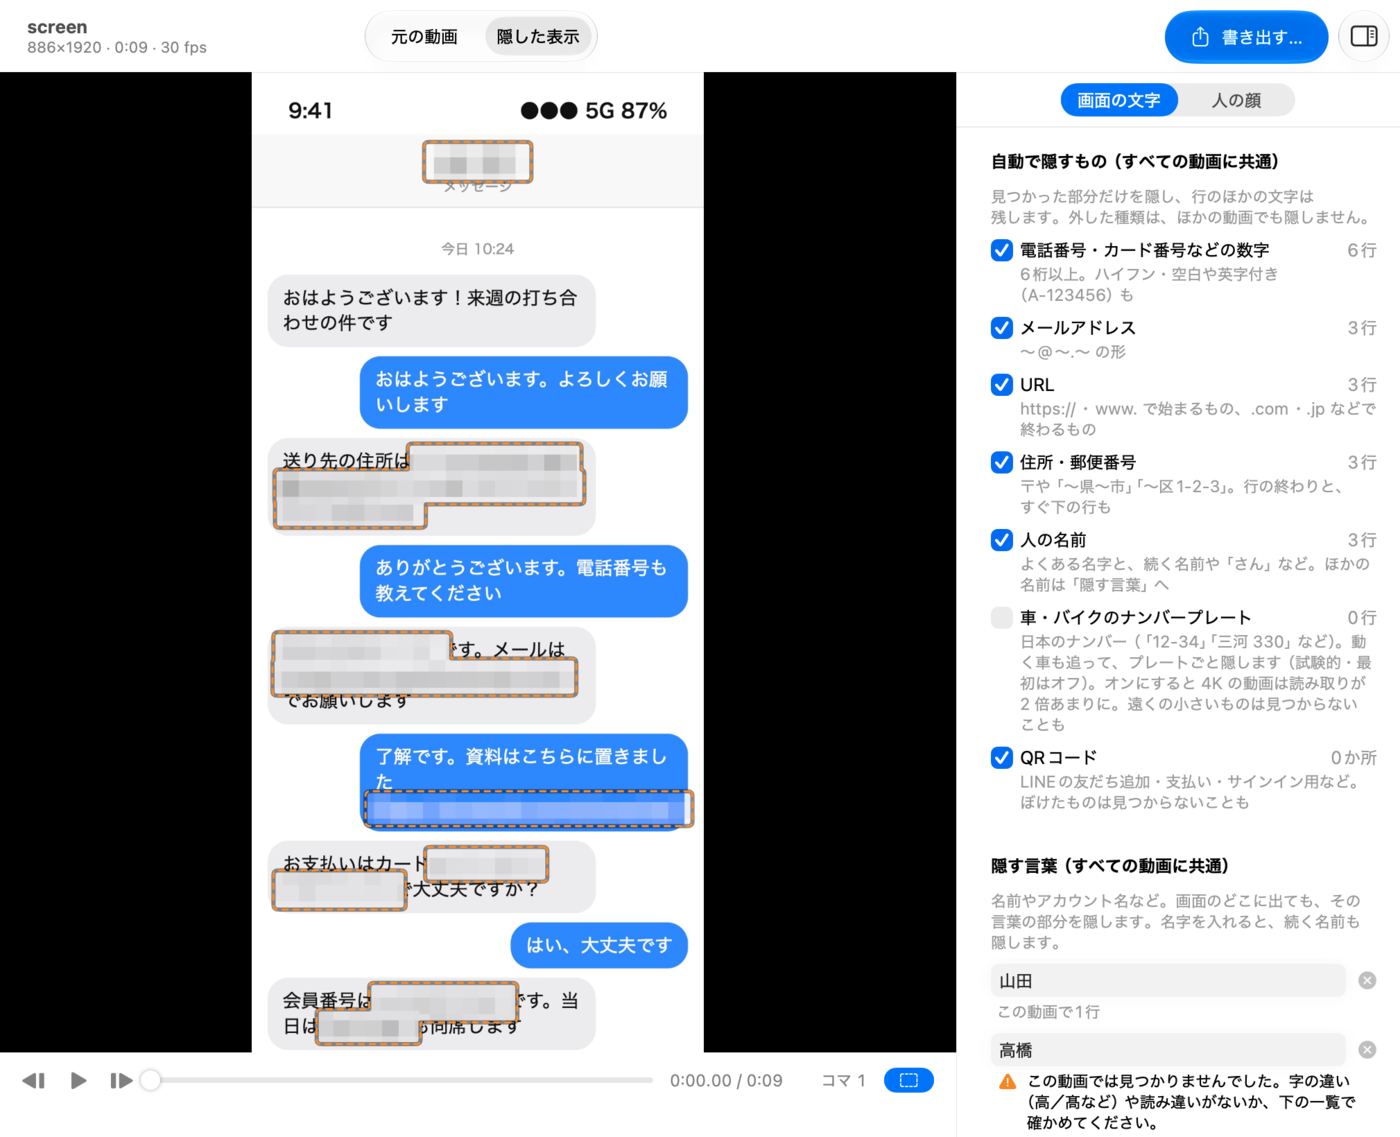 screen
886×1920 · 0:09 · 30 fps
元の動画
隠した表示
書き出す...
9:41
5G 87%
メッセージ
今日 10:24
おはようございます！来週の打ち合
わせの件です
おはようございます。よろしくお願
いします
送り先の住所は
ありがとうございます。電話番号も
教えてください
です。メールは
でお願いします
了解です。資料はこちらに置きまし
た
お支払いはカード
で大丈夫ですか？
はい、大丈夫です
会員番号は
です。当
日は
も同席します
0:00.00 / 0:09
コマ 1
画面の文字
人の顔
自動で隠すもの（すべての動画に共通）
見つかった部分だけを隠し、行のほかの文字は
残します。外した種類は、ほかの動画でも隠しません。
電話番号・カード番号などの数字
6行
6桁以上。ハイフン・空白や英字付き
（A-123456）も
メールアドレス
3行
〜@〜.〜 の形
URL
3行
https://・www. で始まるもの、.com・.jp などで
終わるもの
住所・郵便番号
3行
〒や「〜県〜市」「〜区1-2-3」。行の終わりと、
すぐ下の行も
人の名前
3行
よくある名字と、続く名前や「さん」など。ほかの
名前は「隠す言葉」へ
車・バイクのナンバープレート
0行
日本のナンバー（「12-34」「三河 330」など）。動
く車も追って、プレートごと隠します（試験的・最
初はオフ）。オンにすると 4K の動画は読み取りが
2 倍あまりに。遠くの小さいものは見つからない
ことも
QRコード
0か所
LINEの友だち追加・支払い・サインイン用など。
ぼけたものは見つからないことも
隠す言葉（すべての動画に共通）
名前やアカウント名など。画面のどこに出ても、その
言葉の部分を隠します。名字を入れると、続く名前も
隠します。
山田
この動画で1行
高橋
この動画では見つかりませんでした。字の違い
（高／髙など）や読み違いがないか、下の一覧で
確かめてください。